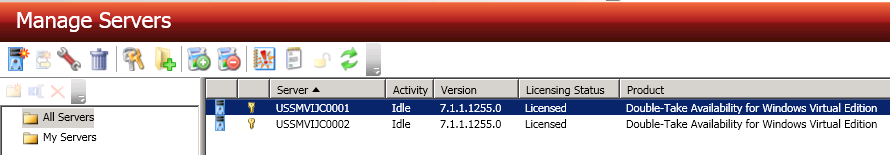 Manage Servers
Server Activity Version Licensing Status Product
All Servers
My Servers
USSMVIJC0001 Idle 7.1.1.1255.0 Licensed Double-Take Availability for Windows Virtual Edition
USSMVIJC0002 Idle 7.1.1.1255.0 Licensed Double-Take Availability for Windows Virtual Edition